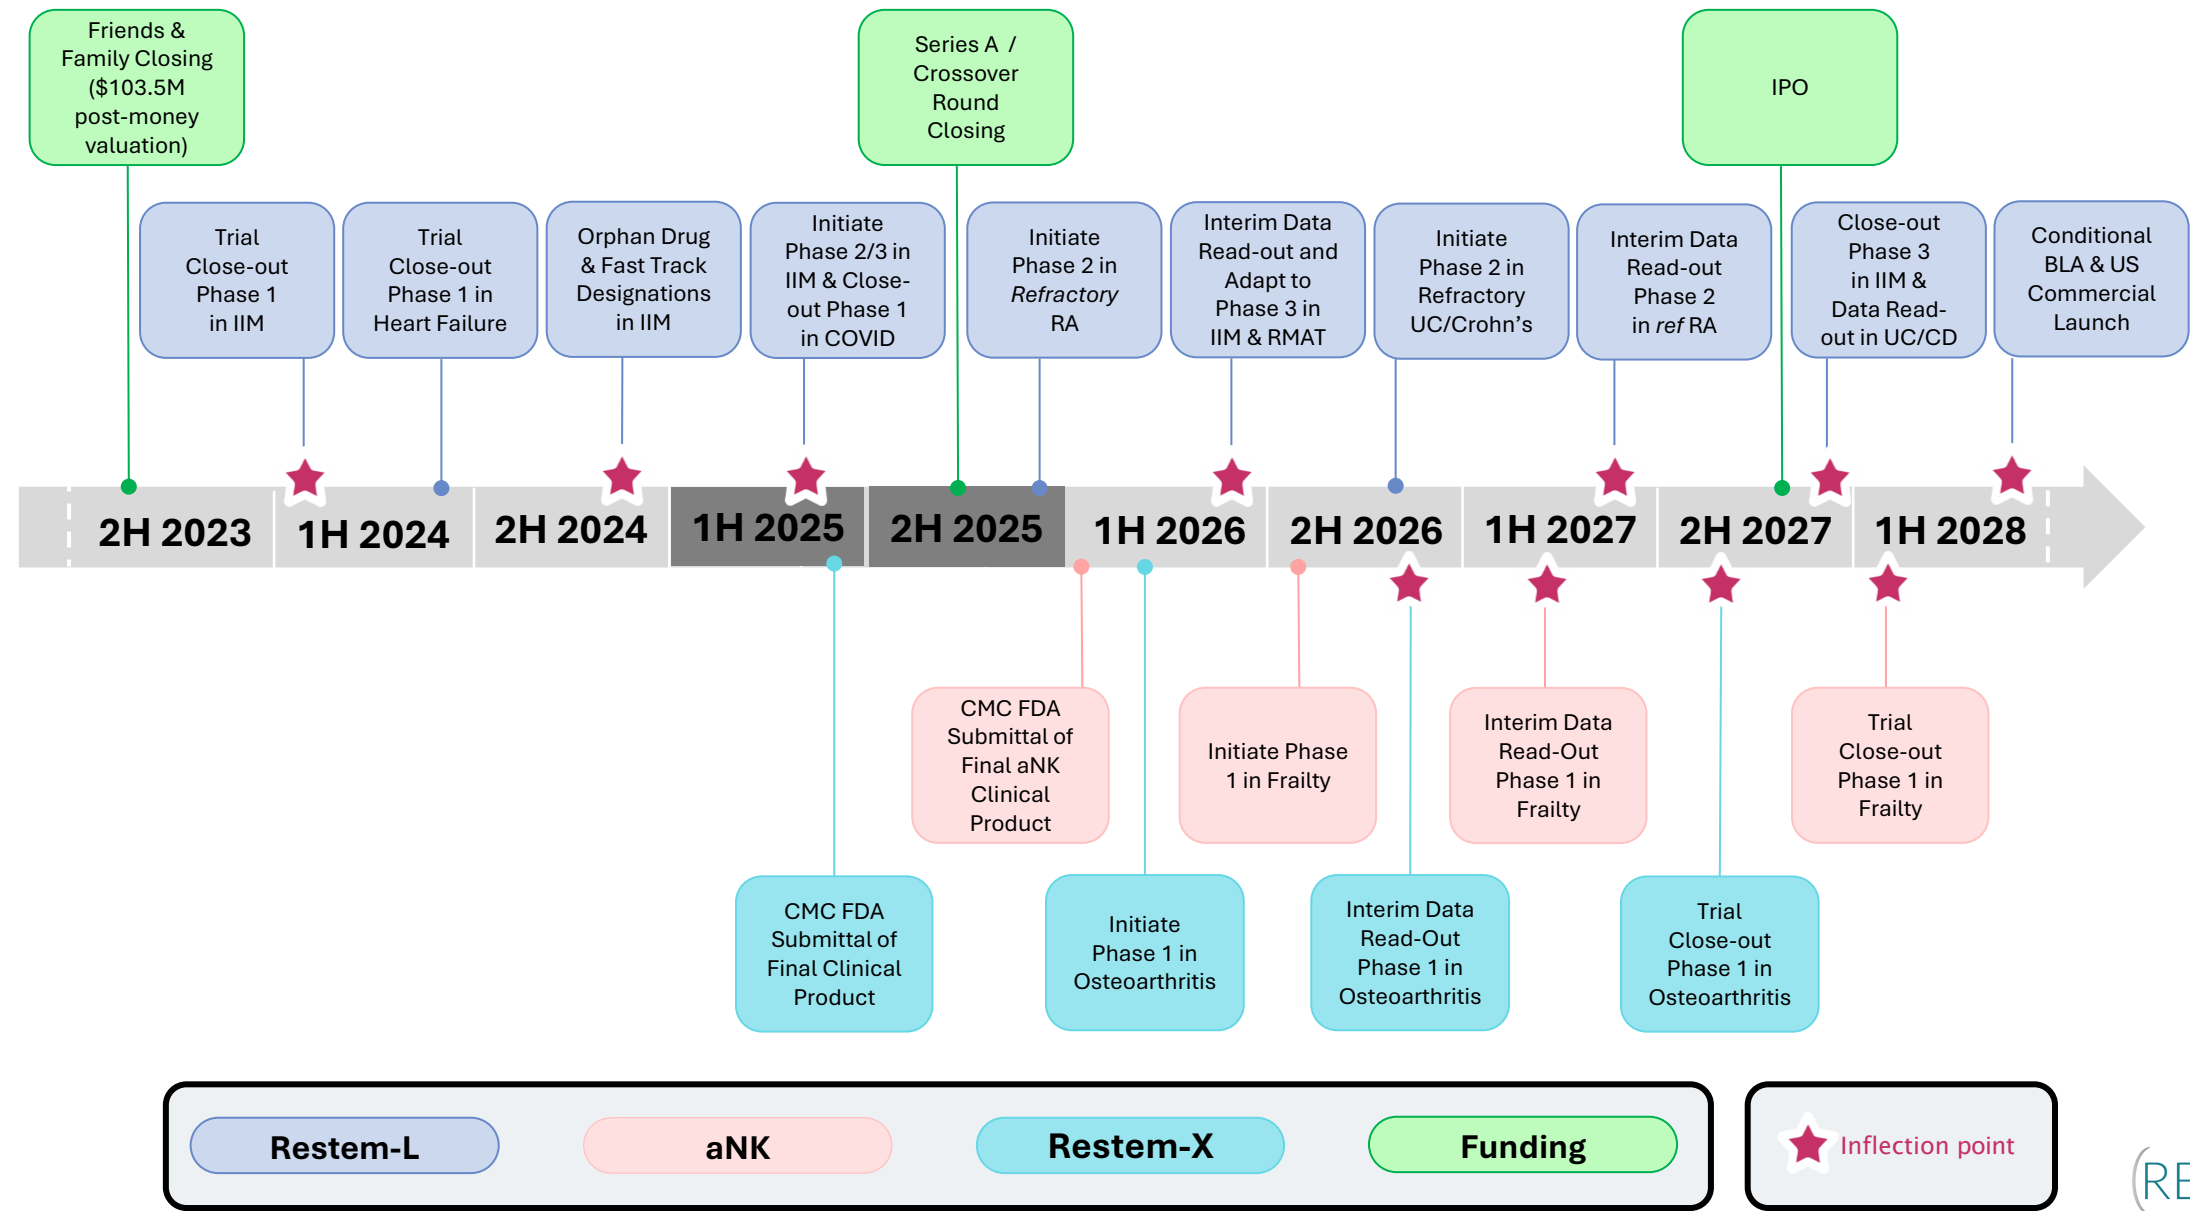 Friends &
Family Closing
($103.5M
post-money
valuation)
Series A /
Crossover
Round
Closing
IPO
Trial
Close-out
Phase 1
in IIM
Trial
Close-out
Phase 1 in
Heart Failure
Orphan Drug
& Fast Track
Designations
in IIM
Initiate
Phase 2/3 in
IIM & Close-
out Phase 1
in COVID
Initiate
Phase 2 in
Refractory
RA
Interim Data
Read-out and
Adapt to
Phase 3 in
IIM & RMAT
Initiate
Phase 2 in
Refractory
UC/Crohn’s
Interim Data
Read-out
Phase 2
in ref RA
Close-out
Phase 3
in IIM &
Data Read-
out in UC/CD
Conditional
BLA & US
Commercial
Launch
2H 2023
1H 2024
2H 2024
1H 2025
2H 2025
1H 2026
2H 2026
1H 2027
2H 2027
1H 2028
CMC FDA
Submittal of
Final aNK
Clinical
Product
Initiate Phase
1 in Frailty
Interim Data
Read-Out
Phase 1 in
Frailty
Trial
Close-out
Phase 1 in
Frailty
CMC FDA
Submittal of
Final Clinical
Product
Initiate
Phase 1 in
Osteoarthritis
Interim Data
Read-Out
Phase 1 in
Osteoarthritis
Trial
Close-out
Phase 1 in
Osteoarthritis
Restem-L
aNK
Restem-X
Funding
Inflection point
(RE